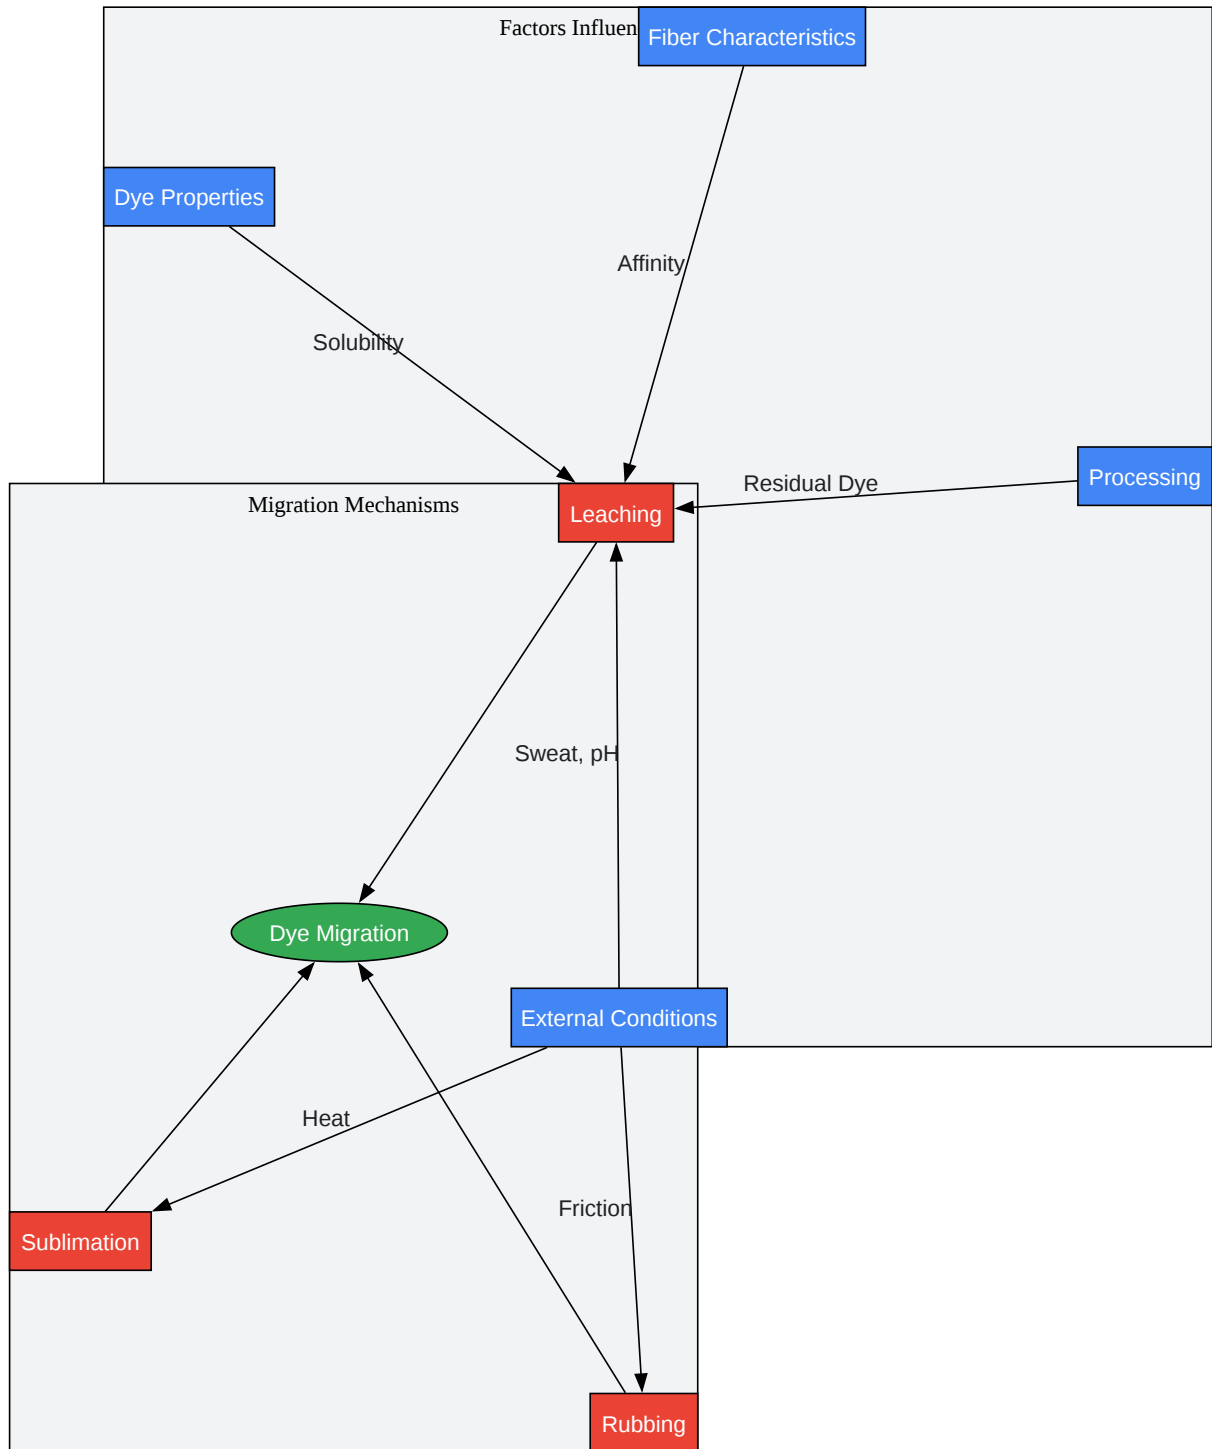 Factors Influen
Fiber Characteristics
Dye Properties
Affinity
Solubility
Processing
Residual Dye
Migration Mechanisms
Leaching
Sweat, pH
Dye Migration
External Conditions
Heat
Friction
Sublimation
Rubbing